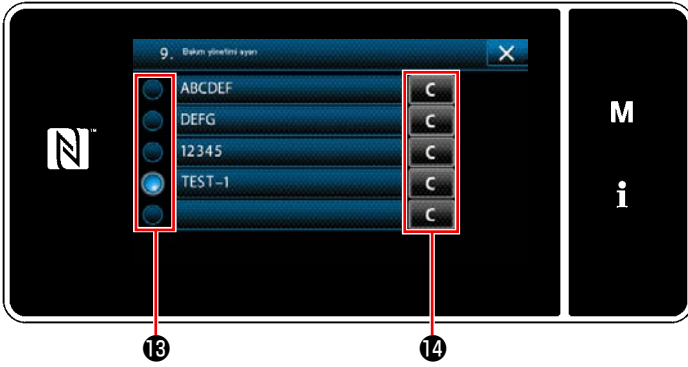 9. Bakım yönetimi ayarı X
ABCDEF C
DEFG C
12345 C
TEST-1 C
C
N
M
i
⓭ ⓮